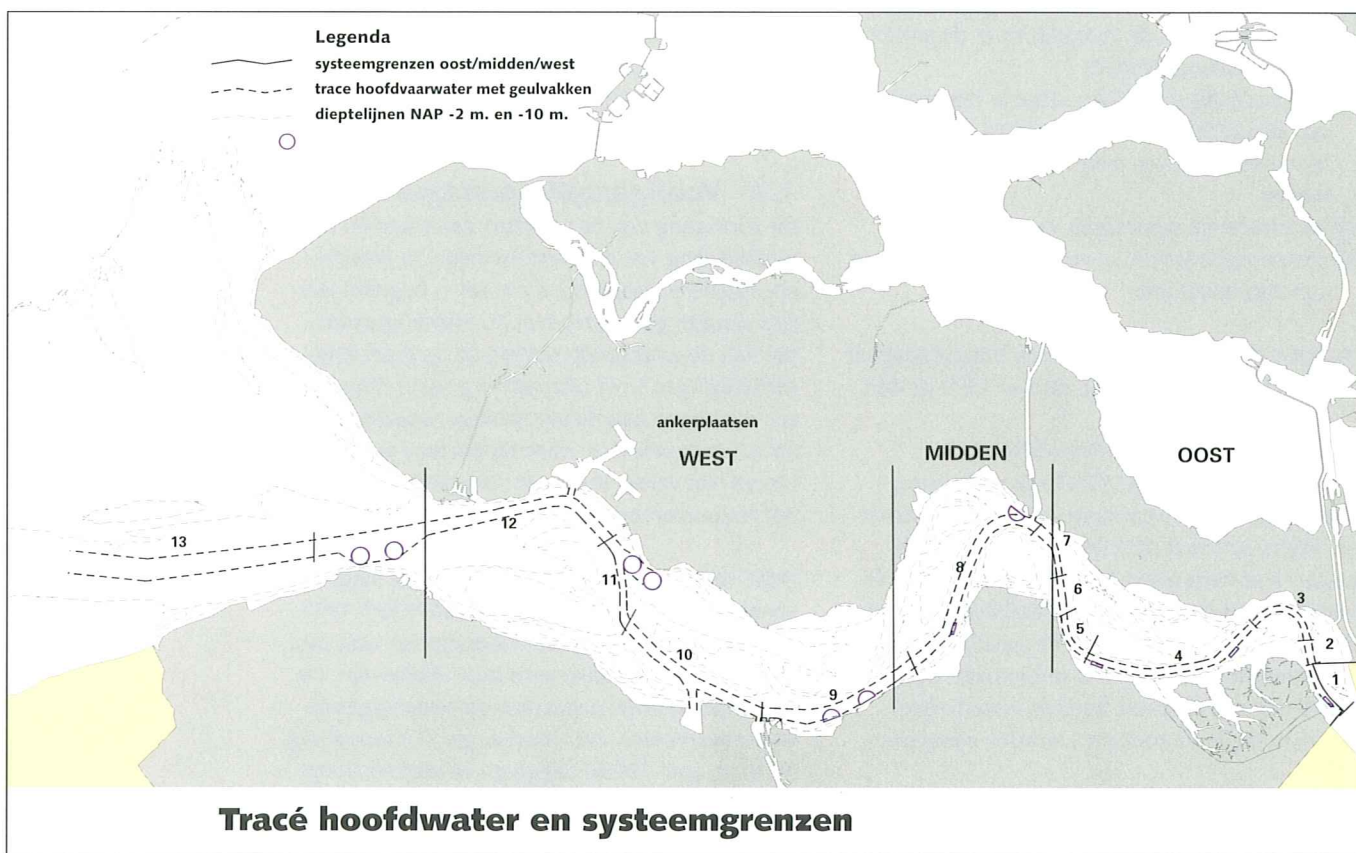 Legenda
systeemgrenzen oost/midden/west
trace hoofdvaarwater met geulvakken
dieptelijnen NAP -2 m. en -10 m.
ankerplaatsen
WEST
MIDDEN
OOST
13
12
11
10
9
8
7
6
5
4
3
2
1
Tracé hoofdwater en systeemgrenzen